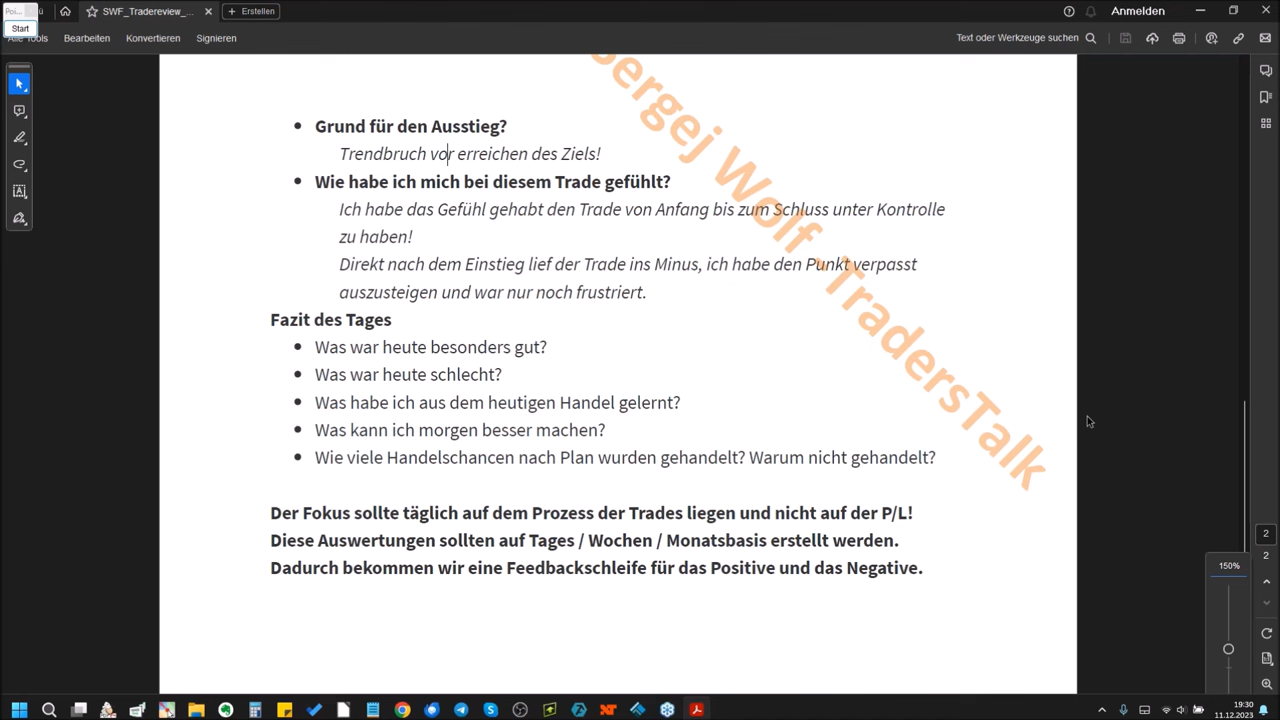 Poi...
SWF_Tradereview_...
Erstellen
Anmelden
Start
Alle Tools
Bearbeiten
Konvertieren
Signieren
Text oder Werkzeuge suchen
Grund für den Ausstieg?
Trendbruch vor erreichen des Ziels!
Wie habe ich mich bei diesem Trade gefühlt?
Ich habe das Gefühl gehabt den Trade von Anfang bis zum Schluss unter Kontrolle
zu haben!
Direkt nach dem Einstieg lief der Trade ins Minus, ich habe den Punkt verpasst
auszusteigen und war nur noch frustriert.
Fazit des Tages
Was war heute besonders gut?
Was war heute schlecht?
Was habe ich aus dem heutigen Handel gelernt?
Was kann ich morgen besser machen?
Wie viele Handelschancen nach Plan wurden gehandelt? Warum nicht gehandelt?
Der Fokus sollte täglich auf dem Prozess der Trades liegen und nicht auf der P/L!
Diese Auswertungen sollten auf Tages / Wochen / Monatsbasis erstellt werden.
Dadurch bekommen wir eine Feedbackschleife für das Positive und das Negative.
Sergej Wolf -TradersTalk
2
2
150%
19:30
11.12.2023